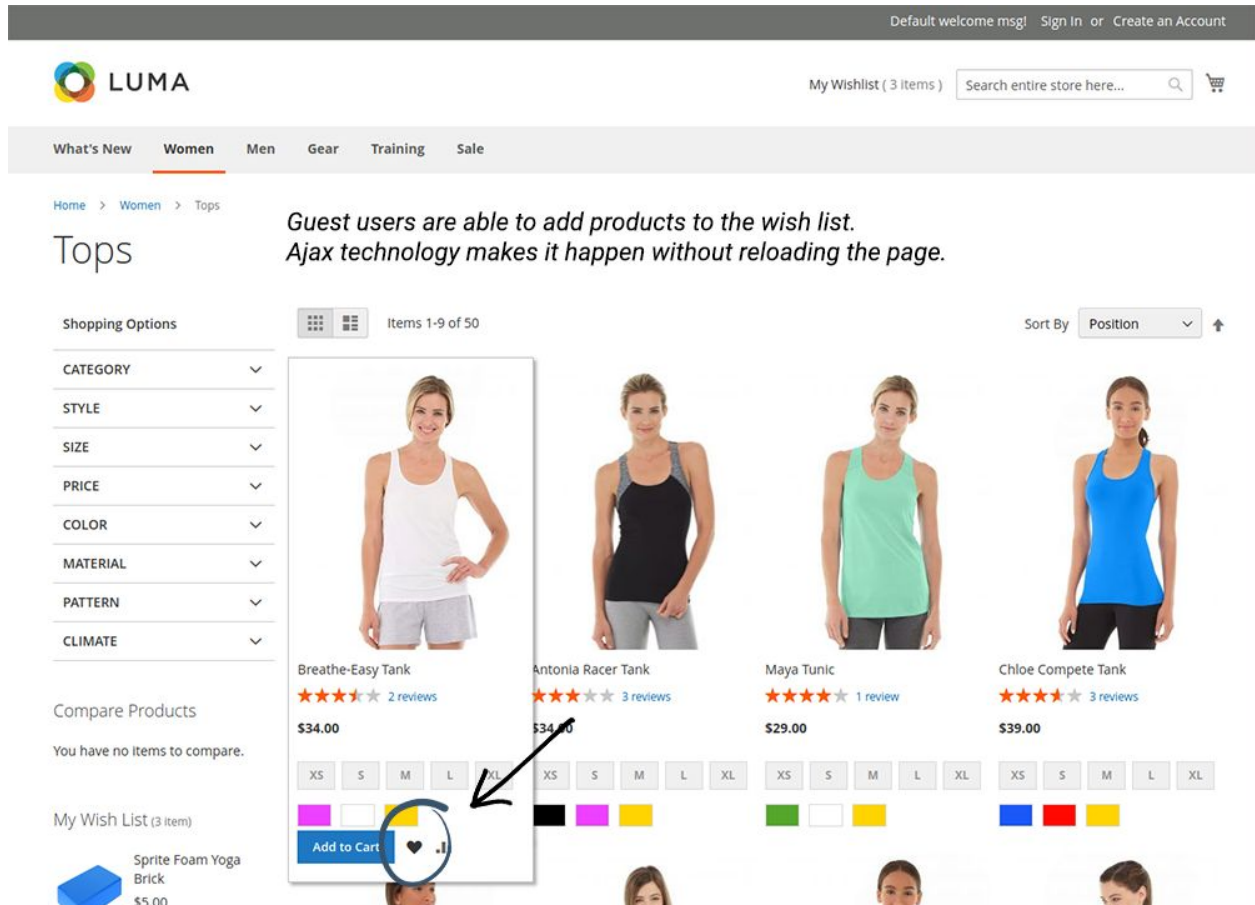 Default welcome msg! Sign In or Create an Account
LUMA
My Wishlist ( 3 items ) Search entire store here...
What's New Women Men Gear Training Sale
Home > Women > Tops
Guest users are able to add products to the wish list.
Tops
Ajax technology makes it happen without reloading the page.
Shopping Options
Items 1-9 of 50
Sort By Position
CATEGORY
STYLE
SIZE
PRICE
COLOR
MATERIAL
PATTERN
CLIMATE
Breathe-Easy Tank
2 reviews
$34.00
XS S M L XL
Add to Cart
Antonia Racer Tank
3 reviews
$34.00
XS S M L XL
Maya Tunic
1 review
$29.00
XS S M L XL
Chloe Compete Tank
3 reviews
$39.00
XS S M L XL
Compare Products
You have no items to compare.
My Wish List (3 item)
Sprite Foam Yoga
Brick
$5.00